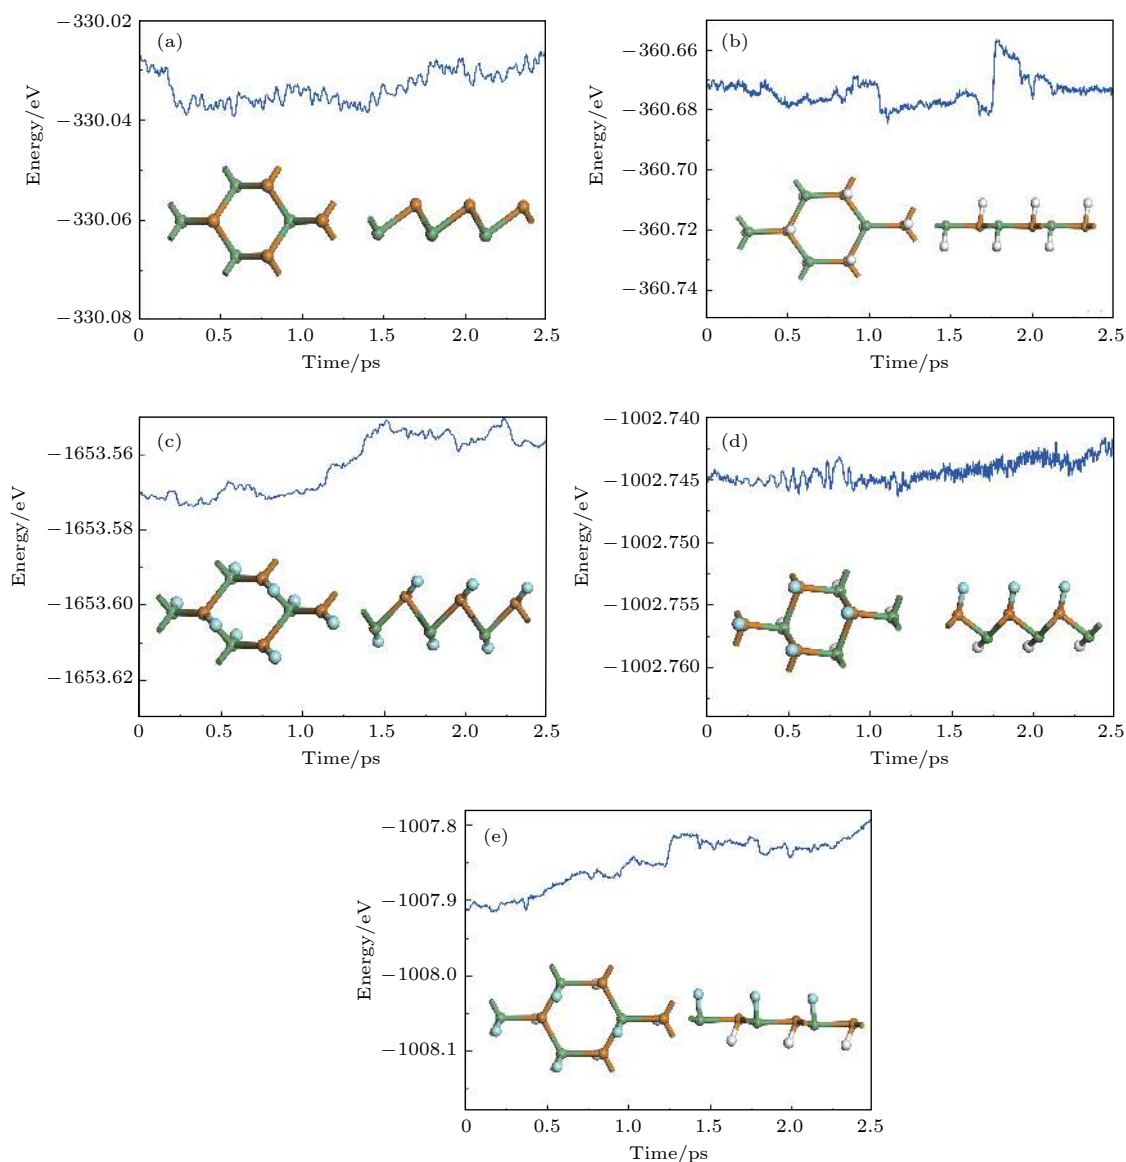 (a)
Energy/eV
−330.02
−330.04
−330.06
−330.08
0 0.5 1.0 1.5 2.0 2.5
Time/ps
(b)
Energy/eV
−360.66
−360.68
−360.70
−360.72
−360.74
0 0.5 1.0 1.5 2.0 2.5
Time/ps
(c)
Energy/eV
−1653.56
−1653.58
−1653.60
−1653.62
0 0.5 1.0 1.5 2.0 2.5
Time/ps
(d)
Energy/eV
−1002.740
−1002.745
−1002.750
−1002.755
−1002.760
0 0.5 1.0 1.5 2.0 2.5
Time/ps
(e)
Energy/eV
−1007.8
−1007.9
−1008.0
−1008.1
0 0.5 1.0 1.5 2.0 2.5
Time/ps